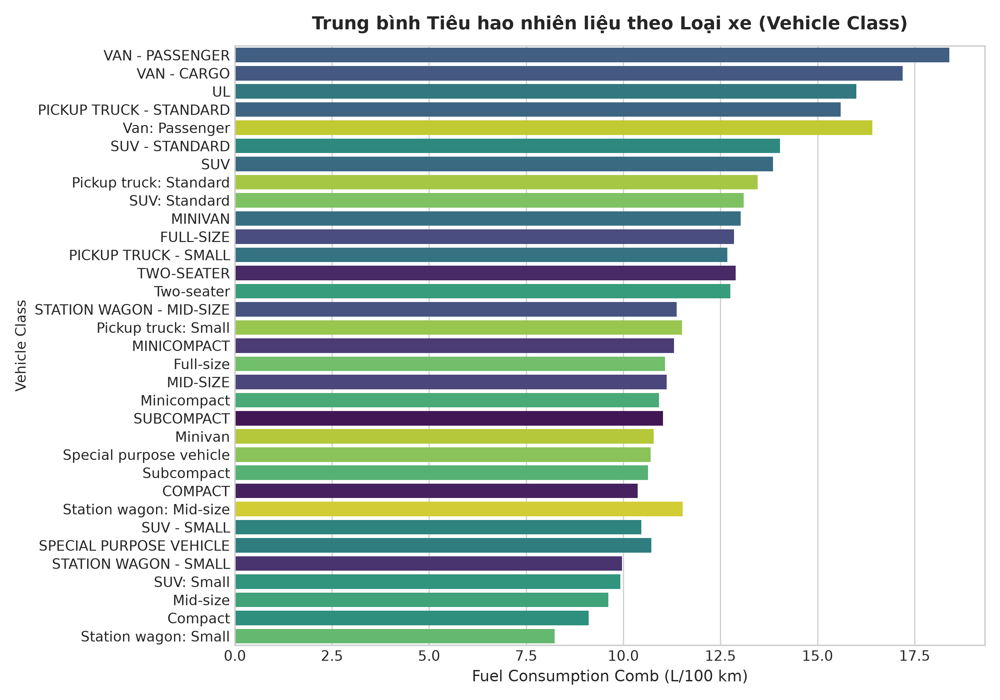 Trung bình Tiêu hao nhiên liệu theo Loại xe (Vehicle Class)
Vehicle Class
VAN - PASSENGER
VAN - CARGO
UL
PICKUP TRUCK - STANDARD
Van: Passenger
SUV - STANDARD
SUV
Pickup truck: Standard
SUV: Standard
MINIVAN
FULL-SIZE
PICKUP TRUCK - SMALL
TWO-SEATER
Two-seater
STATION WAGON - MID-SIZE
Pickup truck: Small
MINICOMPACT
Full-size
MID-SIZE
Minicompact
SUBCOMPACT
Minivan
Special purpose vehicle
Subcompact
COMPACT
Station wagon: Mid-size
SUV - SMALL
SPECIAL PURPOSE VEHICLE
STATION WAGON - SMALL
SUV: Small
Mid-size
Compact
Station wagon: Small
0.0 2.5 5.0 7.5 10.0 12.5 15.0 17.5
Fuel Consumption Comb (L/100 km)